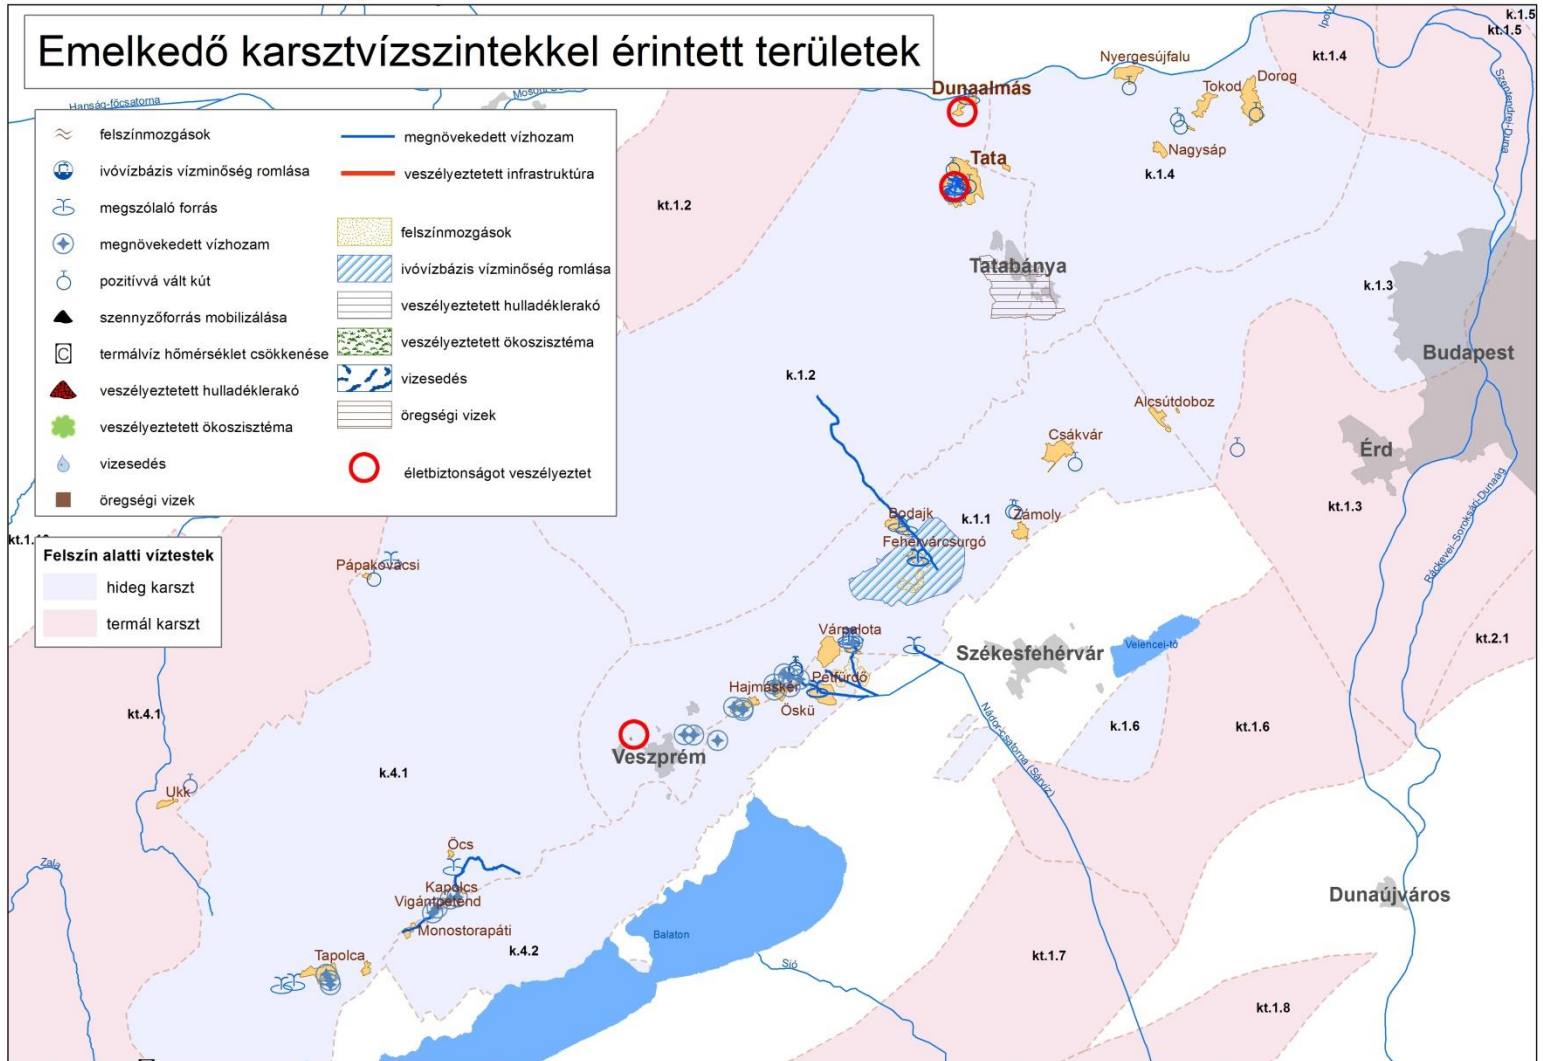 Emelkedő karsztvízszintekkel érintett területek
felszínmozgások
ivóvízbázis vízminőség romlása
megszólaló forrás
megnövekedett vízhozam
pozitívvá vált kút
szennyzőforrás mobilizálása
C
termálvíz hőmérséklet csökkenése
veszélyeztetett hulladéklerakó
veszélyeztetett ökoszisztéma
vizesedés
öregségi vizek
megnövekedett vízhozam
veszélyeztetett infrastruktúra
felszínmozgások
ivóvízbázis vízminőség romlása
veszélyeztetett hulladéklerakó
veszélyeztetett ökoszisztéma
vizesedés
öregségi vizek
életbiztonságot veszélyeztet
Felszín alatti víztestek
hideg karszt
termál karszt
Hanság-főcsatorna
Ipoly
k.1.5
kt.1.5
kt.1.4
Szentendrei-Duna
Nyergesújfalu
Dorog
Tokod
Dunaalmás
Nagysáp
Tata
k.1.4
kt.1.2
Tatabánya
k.1.3
Budapest
k.1.2
Alcsútdoboz
Csákvár
Érd
kt.1.3
Bodajk
k.1.1
Zámoly
Fehérvárcsurgó
Ráckevei–Soroksári-Dunaág
Pápakovácsi
Várpalota
Székesfehérvár
Velencei-tó
kt.2.1
Hajmáskér
Pétfürdő
Öskü
kt.4.1
Nádor-csatorna (Sárvíz)
k.1.6
kt.1.6
Veszprém
k.4.1
Ukk
Öcs
Zala
Kapolcs
Vigántpetend
Monostorapáti
Dunaújváros
Balaton
k.4.2
Tapolca
Sió
kt.1.7
kt.1.8